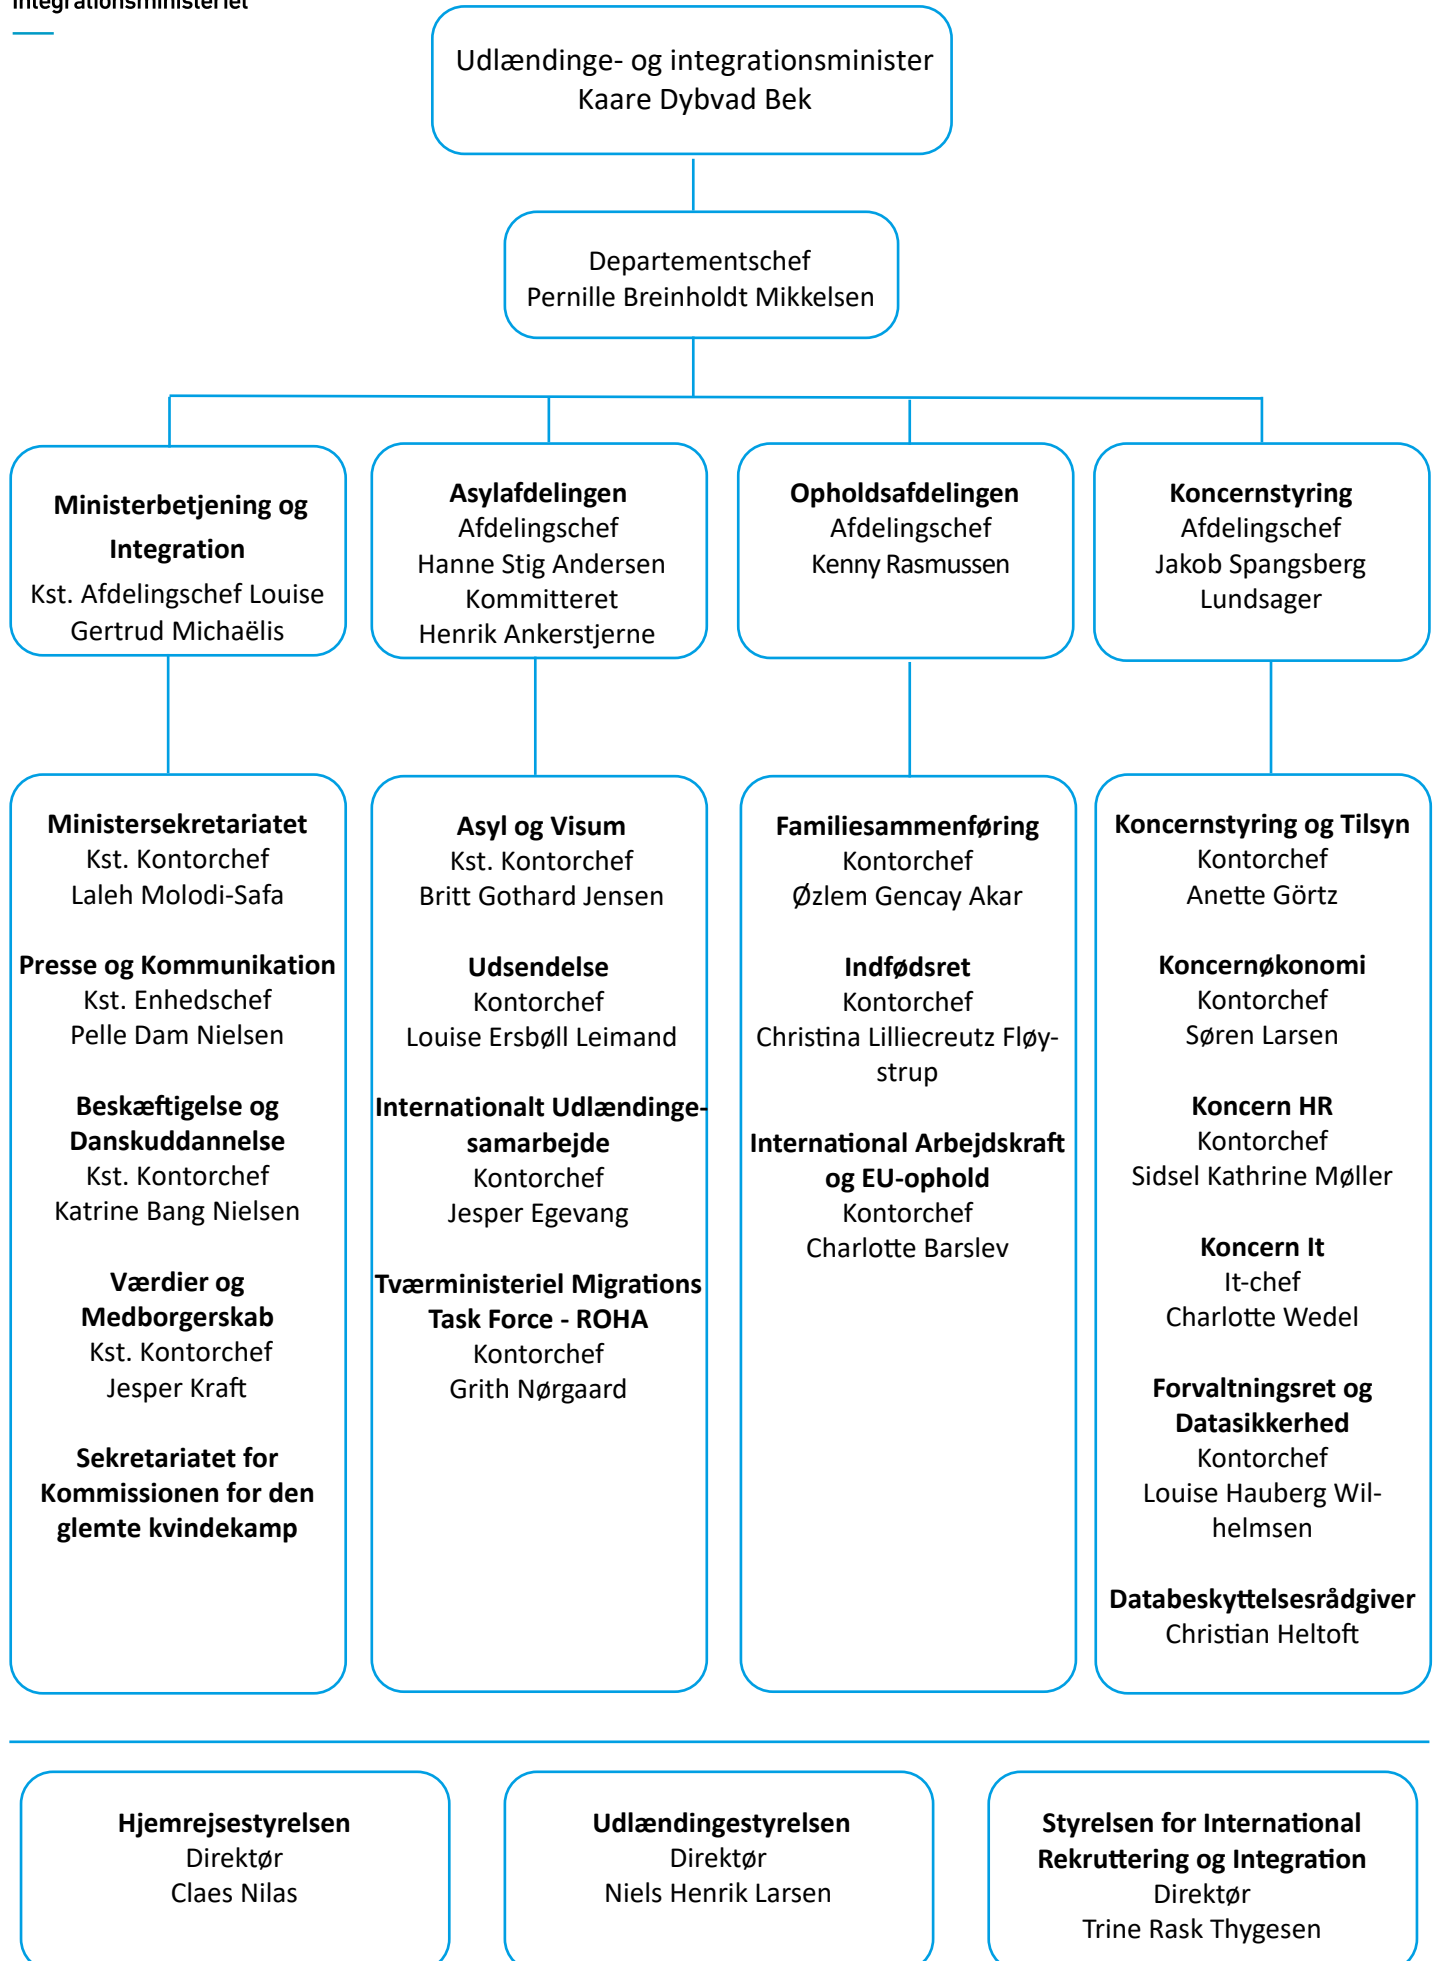 Integrationsministeriet
Udlændinge- og integrationsminister
Kaare Dybvad Bek
Departementschef
Pernille Breinholdt Mikkelsen
Ministerbetjening og
Integration
Kst. Afdelingschef Louise
Gertrud Michaëlis
Asylafdelingen
Afdelingschef
Hanne Stig Andersen
Kommitteret
Henrik Ankerstjerne
Opholdsafdelingen
Afdelingschef
Kenny Rasmussen
Koncernstyring
Afdelingschef
Jakob Spangsberg
Lundsager
Ministersekretariatet
Kst. Kontorchef
Laleh Molodi-Safa
Presse og Kommunikation
Kst. Enhedschef
Pelle Dam Nielsen
Beskæftigelse og
Danskuddannelse
Kst. Kontorchef
Katrine Bang Nielsen
Værdier og
Medborgerskab
Kst. Kontorchef
Jesper Kraft
Sekretariatet for
Kommissionen for den
glemte kvindekamp
Asyl og Visum
Kst. Kontorchef
Britt Gothard Jensen
Udsendelse
Kontorchef
Louise Ersbøll Leimand
Internationalt Udlændinge-
samarbejde
Kontorchef
Jesper Egevang
Tværministeriel Migrations
Task Force - ROHA
Kontorchef
Grith Nørgaard
Familiesammenføring
Kontorchef
Øzlem Gencay Akar
Indfødsret
Kontorchef
Christina Lilliecreutz Fløy-
strup
International Arbejdskraft
og EU-ophold
Kontorchef
Charlotte Barslev
Koncernstyring og Tilsyn
Kontorchef
Anette Görtz
Koncernøkonomi
Kontorchef
Søren Larsen
Koncern HR
Kontorchef
Sidsel Kathrine Møller
Koncern It
It-chef
Charlotte Wedel
Forvaltningsret og
Datasikkerhed
Kontorchef
Louise Hauberg Wil-
helmsen
Databeskyttelsesrådgiver
Christian Heltoft
Hjemrejsestyrelsen
Direktør
Claes Nilas
Udlændingestyrelsen
Direktør
Niels Henrik Larsen
Styrelsen for International
Rekruttering og Integration
Direktør
Trine Rask Thygesen